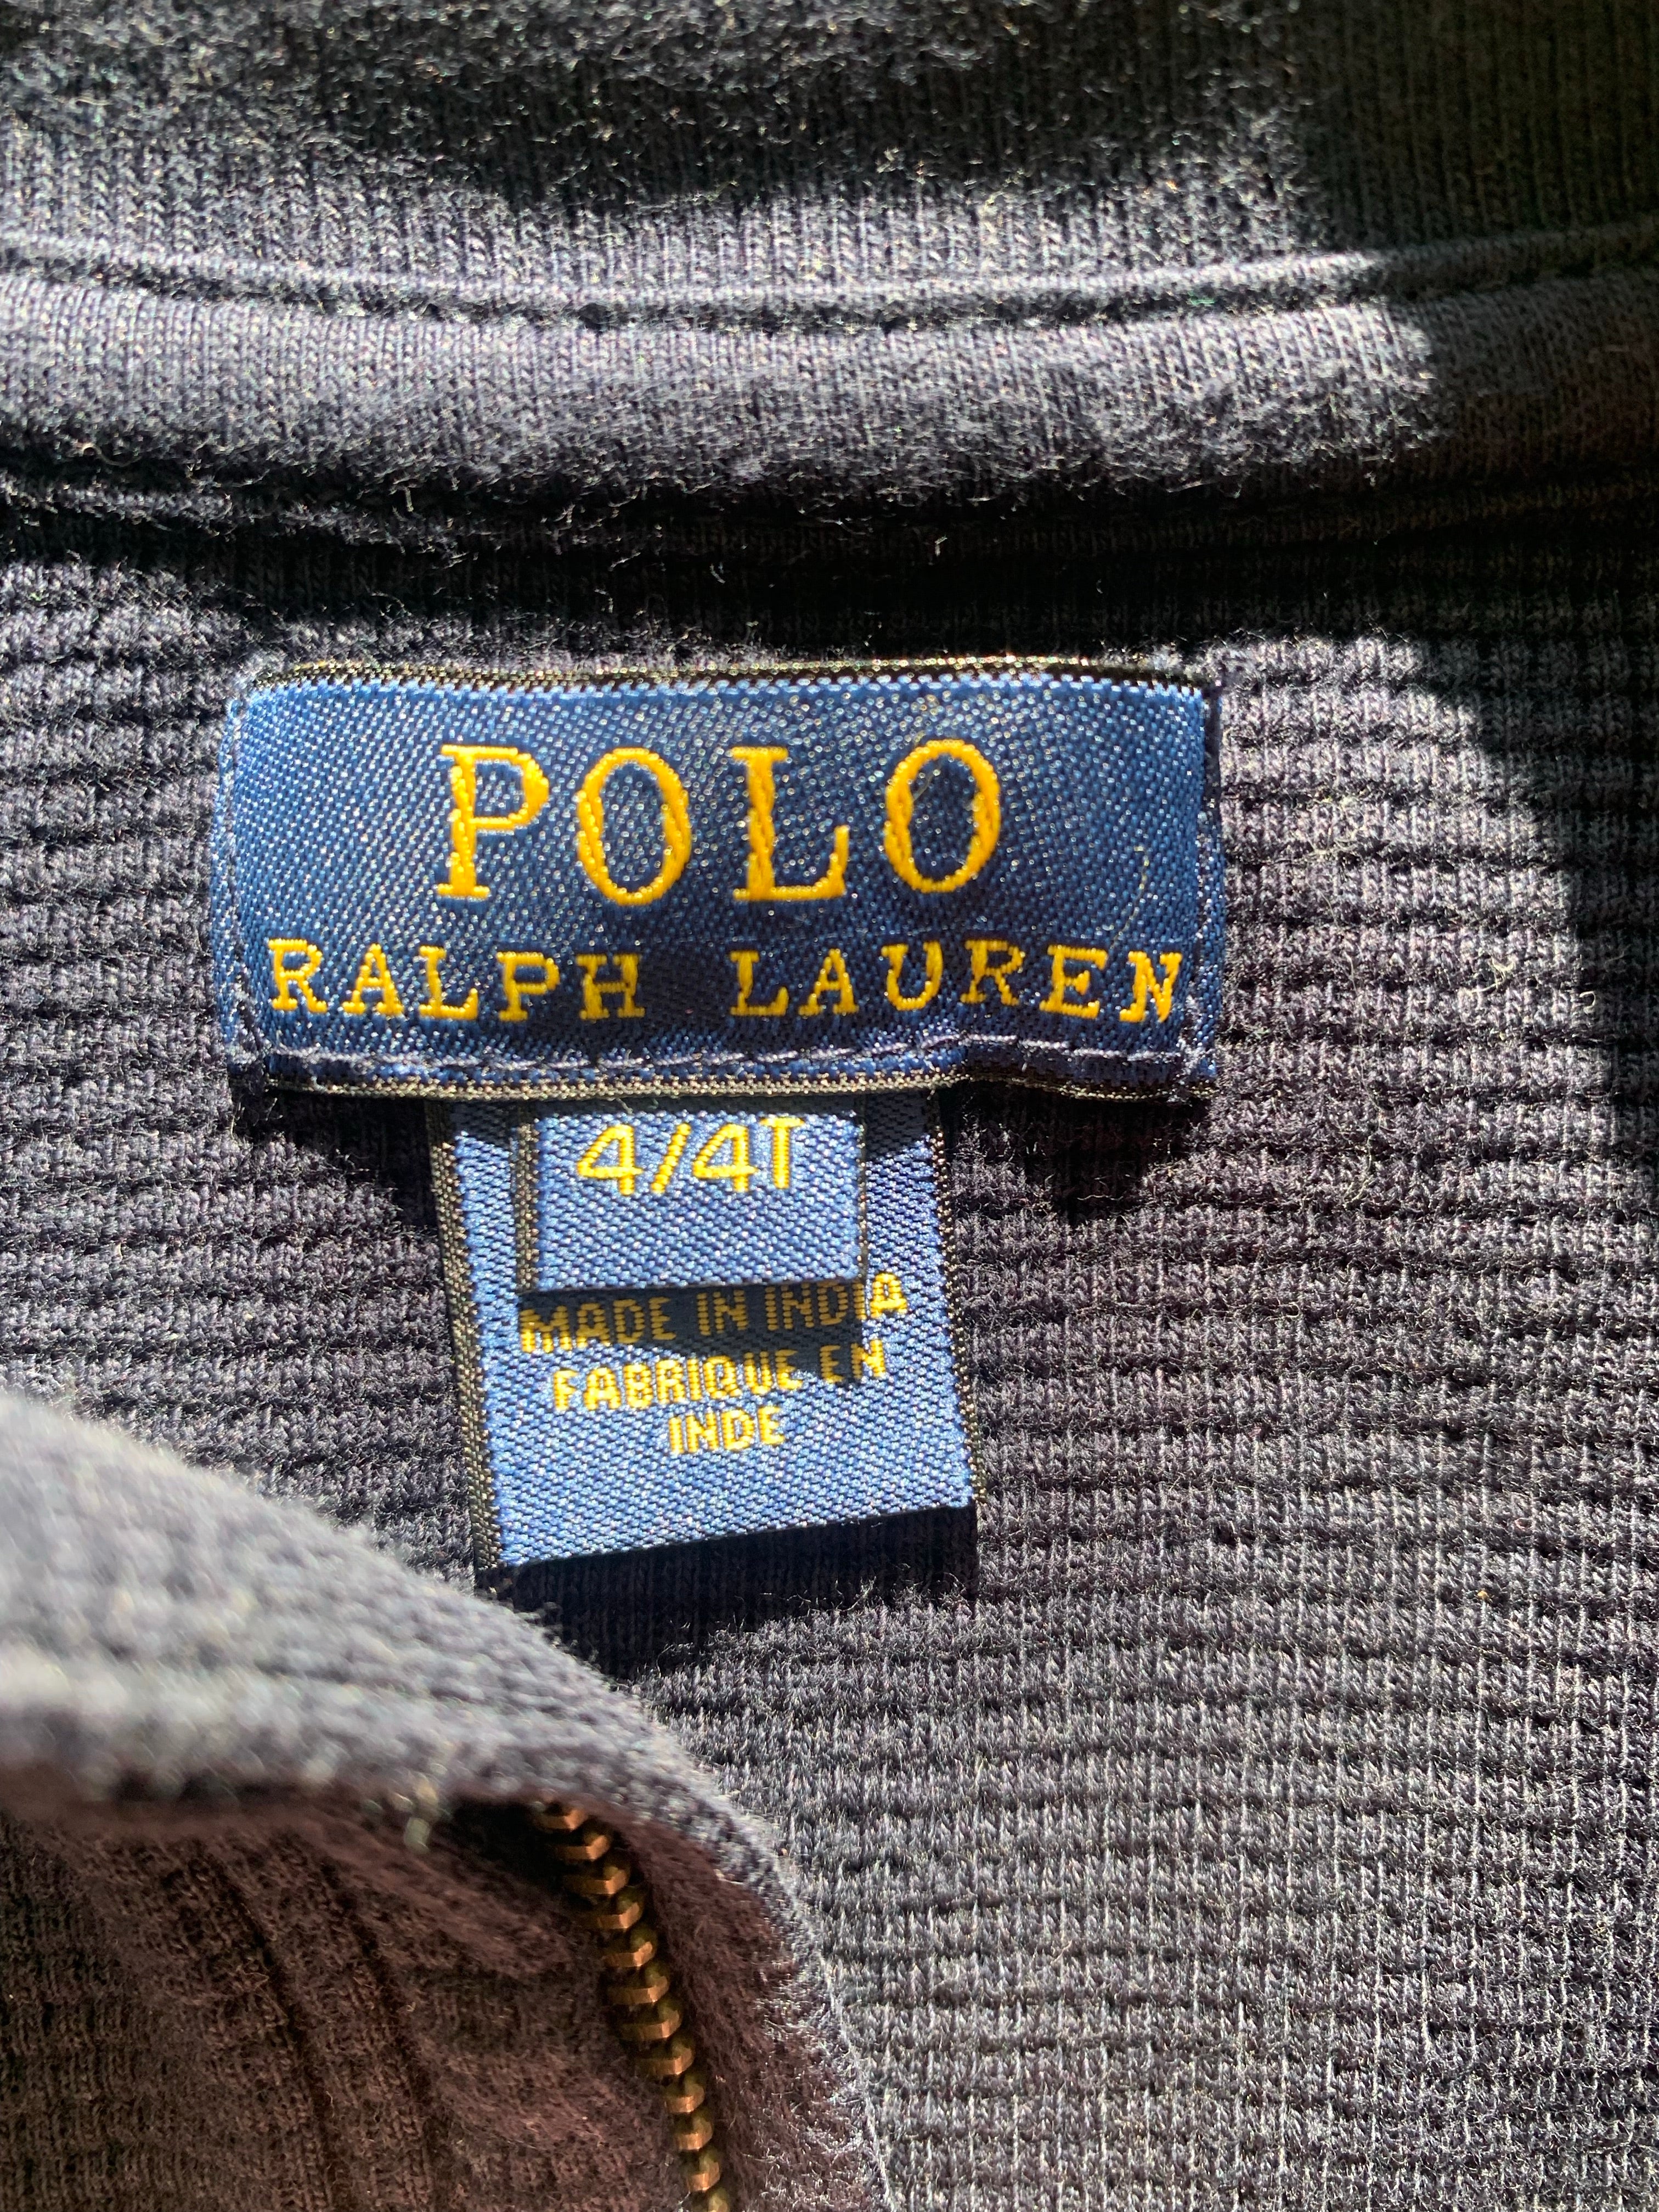 POLO
RALPH LAUREN
4/4T
MADE IN INDIA
FABRIQUE EN
INDE